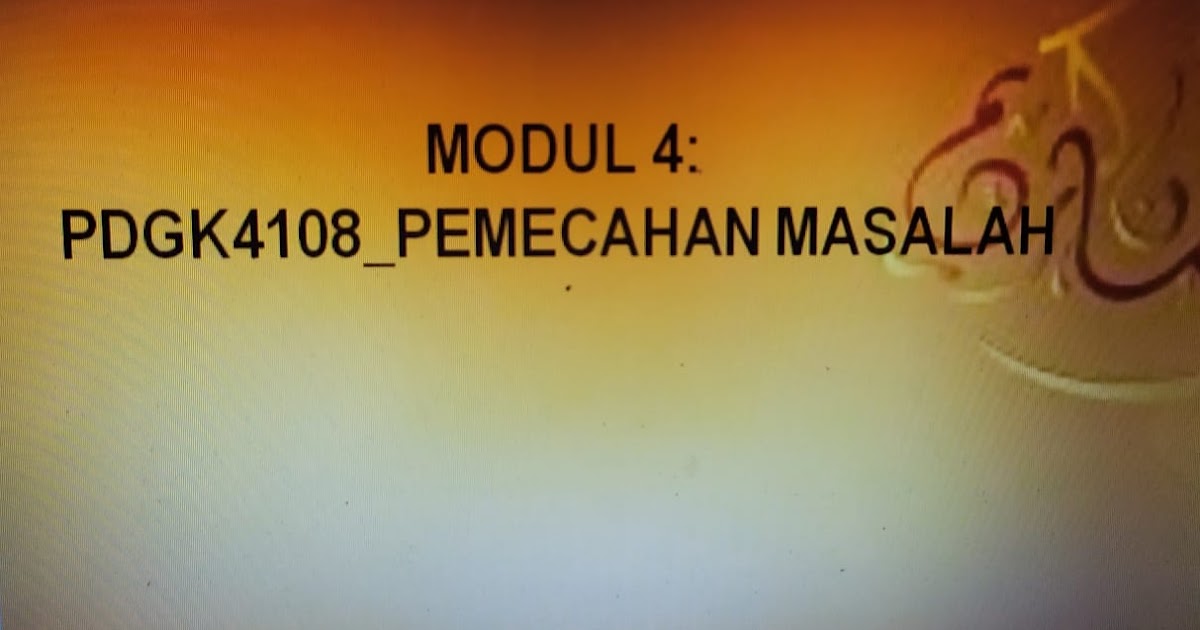 MODUL 4:
PDGK4108_PEMECAHAN MASALAH